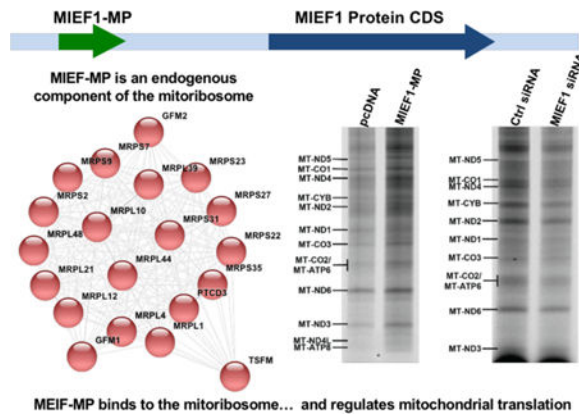 MIEF1-MP
MIEF1 Protein CDS
MIEF-MP is an endogenous
component of the mitoribosome
GFM2
MRPS7
MRPS9
MRPL39
MRPS23
MRPS2
MRPS27
MRPL10
MRPS31
MRPL48
MRPS22
MRPL44
MRPL21
MRPS35
MRPL12
PTCD3
MRPL4
MRPL1
GFM1
TSFM
pcDNA
MIEF1-MP
MT-ND5
MT-CO1
MT-ND4
MT-CYB
MT-ND2
MT-ND1
MT-CO3
MT-CO2/
MT-ATP6
MT-ND6
MT-ND3
MT-ND4L
MT-ATP8
Ctrl siRNA
MIEF1 siRNA
MT-ND5
MT-CO1
MT-ND4
MT-CYB
MT-ND2
MT-ND1
MT-CO3
MT-CO2/
MT-ATP6
MT-ND6
MT-ND3
MEIF-MP binds to the mitoribosome... and regulates mitochondrial translation